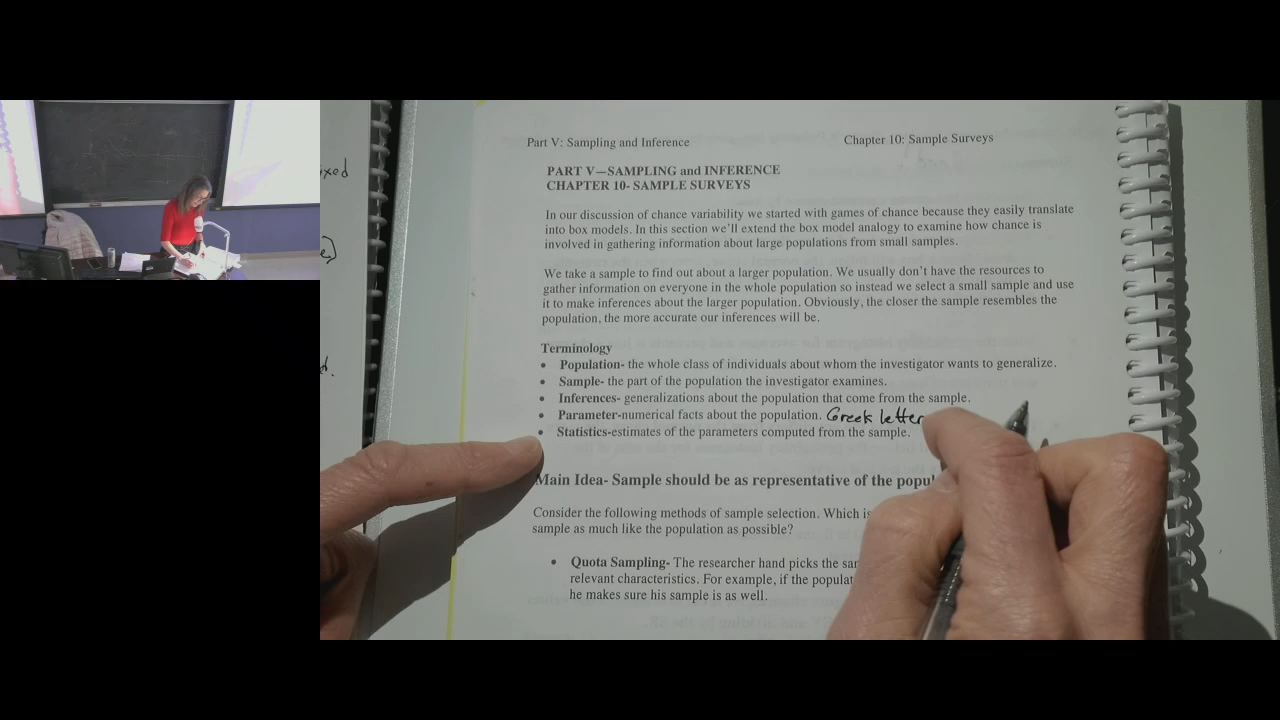 Part V: Sampling and Inference
Chapter 10: Sample Surveys
PART V—SAMPLING and INFERENCE
CHAPTER 10- SAMPLE SURVEYS
In our discussion of chance variability we started with games of chance because they easily translate
into box models. In this section we'll extend the box model analogy to examine how chance is
involved in gathering information about large populations from small samples.
We take a sample to find out about a larger population. We usually don't have the resources to
gather information on everyone in the whole population so instead we select a small sample and use
it to make inferences about the larger population. Obviously, the closer the sample resembles the
population, the more accurate our inferences will be.
Terminology
• Population- the whole class of individuals about whom the investigator wants to generalize.
• Sample- the part of the population the investigator examines.
• Inferences- generalizations about the population that come from the sample.
• Parameter-numerical facts about the population. Greek letter
• Statistics-estimates of the parameters computed from the sample.
Main Idea- Sample should be as representative of the popul
Consider the following methods of sample selection. Which is
sample as much like the population as possible?
• Quota Sampling- The researcher hand picks the sa
relevant characteristics. For example, if the populat
he makes sure his sample is as well.